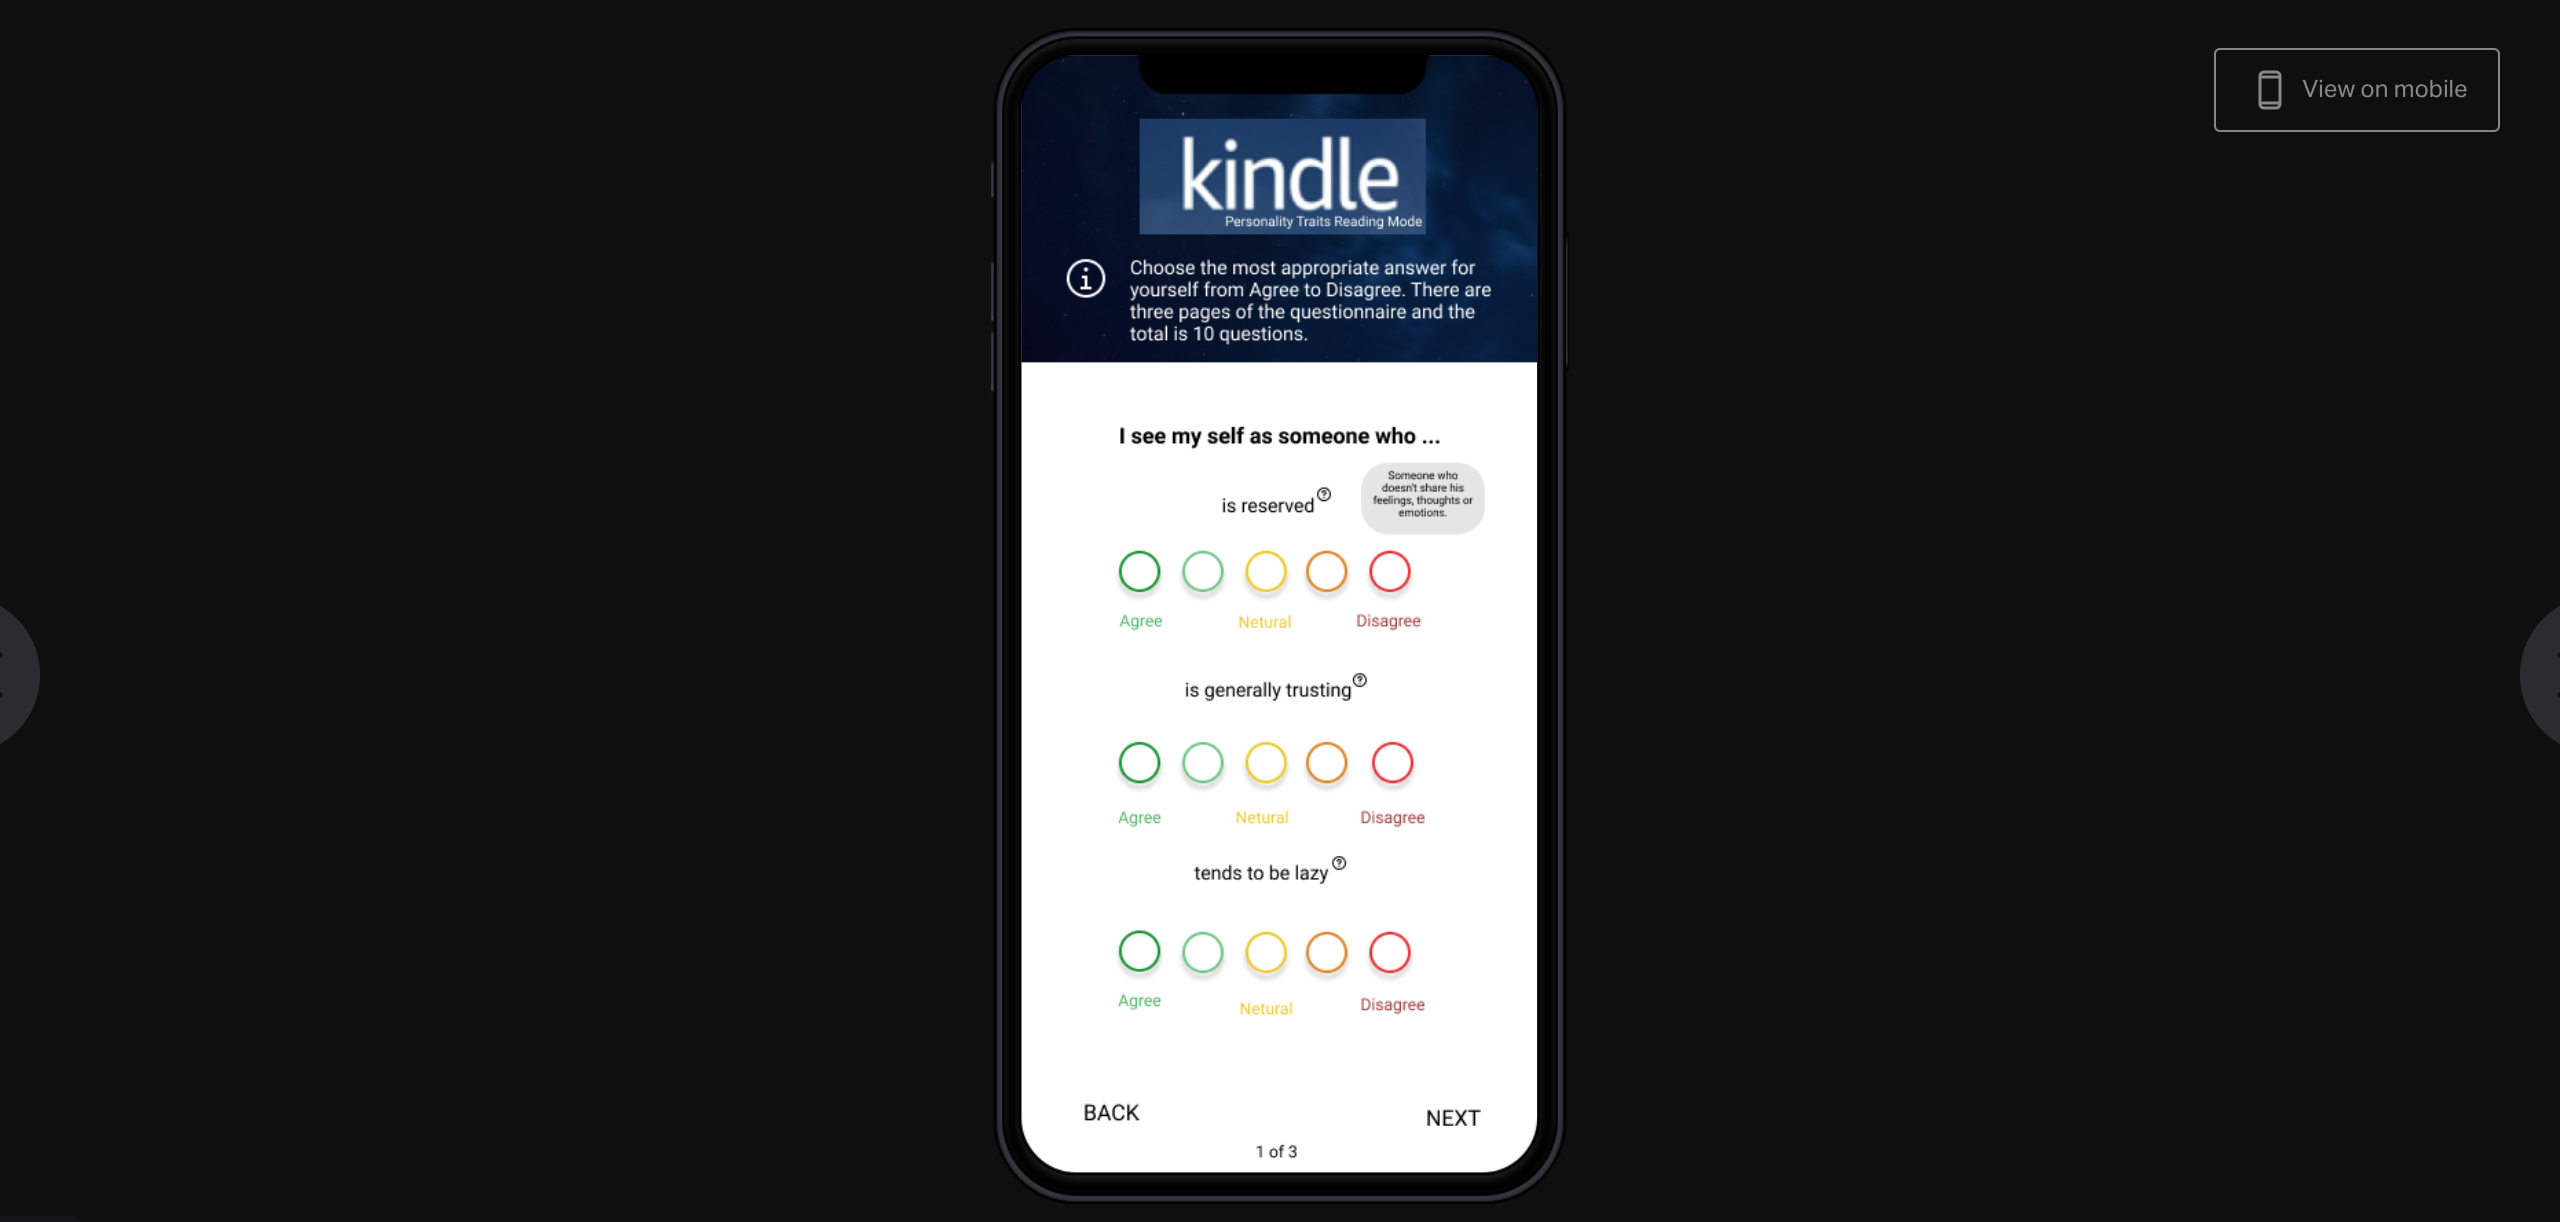 View on mobile
kindle
Personality Traits Reading Mode
Choose the most appropriate answer for
yourself from Agree to Disagree. There are
three pages of the questionnaire and the
total is 10 questions.
I see my self as someone who ...
is reserved
Someone who
doesn't share his
feelings, thoughts or
emotions.
Agree Netural Disagree
is generally trusting
Agree Netural Disagree
tends to be lazy
Agree Netural Disagree
BACK NEXT
1 of 3